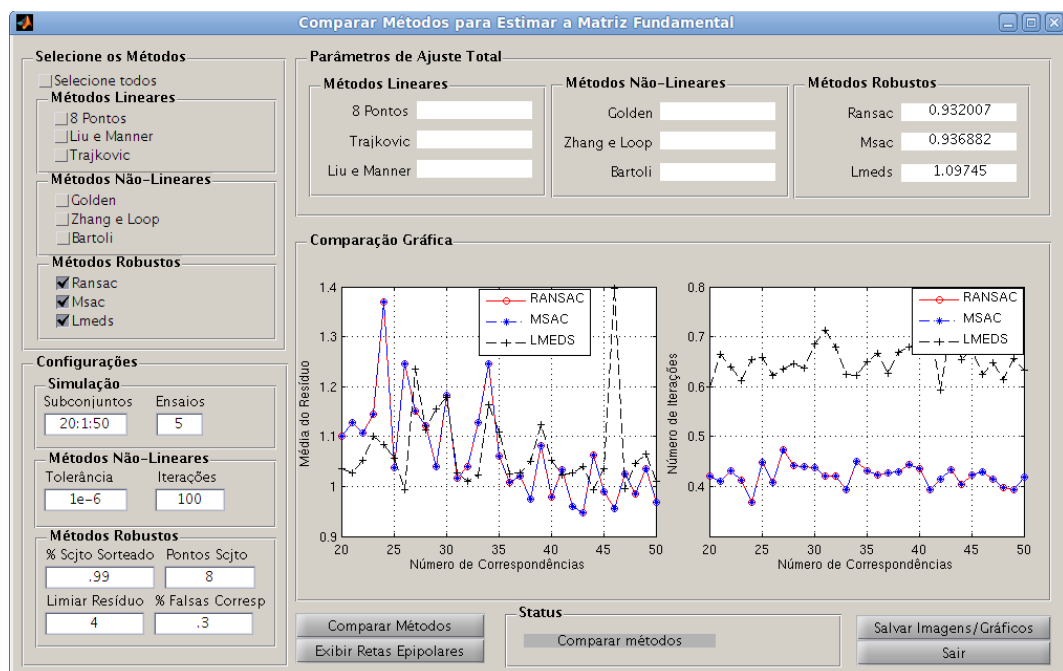 Comparar Métodos para Estimar a Matriz Fundamental
Selecione os Métodos
Selecione todos
Métodos Lineares
8 Pontos
Liu e Manner
Trajkovic
Métodos Não-Lineares
Golden
Zhang e Loop
Bartoli
Métodos Robustos
Ransac
Msac
Lmeds
Configurações
Simulação
Subconjuntos Ensaios
20:1:50 5
Métodos Não-Lineares
Tolerância Iterações
1e-6 100
Métodos Robustos
% Scjto Sorteado Pontos Scjto
.99 8
Limiar Resíduo % Falsas Corresp
4 .3
Parâmetros de Ajuste Total
Métodos Lineares
8 Pontos
Trajkovic
Liu e Manner
Métodos Não-Lineares
Golden
Zhang e Loop
Bartoli
Métodos Robustos
Ransac 0.932007
Msac 0.936882
Lmeds 1.09745
Comparação Gráfica
Média do Resíduo
1.4
1.3
1.2
1.1
1
0.9
20 25 30 35 40 45 50
Número de Correspondências
RANSAC
MSAC
LMEDS
Número de Iterações
0.8
0.7
0.6
0.5
0.4
20 25 30 35 40 45 50
Número de Correspondências
RANSAC
MSAC
LMEDS
Comparar Métodos
Exibir Retas Epipolares
Status
Comparar métodos
Salvar Imagens/Gráficos
Sair